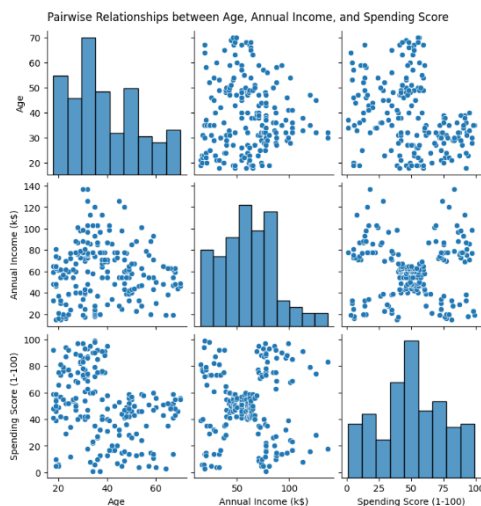 Pairwise Relationships between Age, Annual Income, and Spending Score
70
60
50
40
30
20
Age
140
120
100
80
60
40
20
Annual Income (k$)
100
80
60
40
20
0
Spending Score (1-100)
20 40 60
Age
50 100
Annual Income (k$)
0 25 50 75 100
Spending Score (1-100)